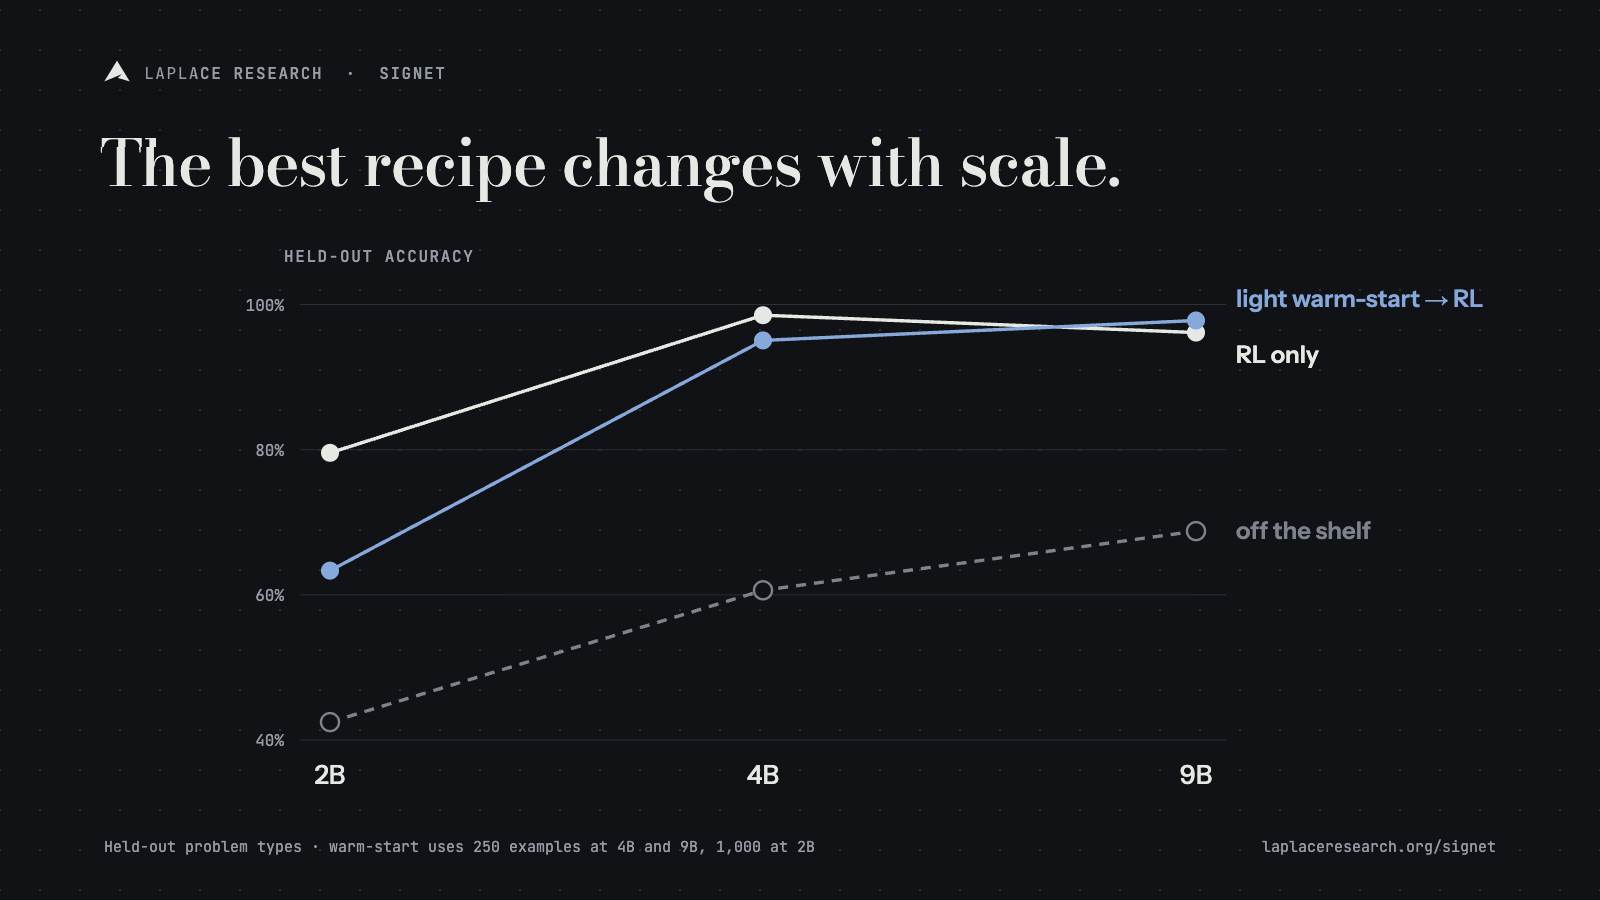 LAPLACE RESEARCH · SIGNET
The best recipe changes with scale.
HELD-OUT ACCURACY
100%
light warm-start → RL
RL only
80%
off the shelf
60%
40%
2B 4B 9B
Held-out problem types · warm-start uses 250 examples at 4B and 9B, 1,000 at 2B
laplaceresearch.org/signet